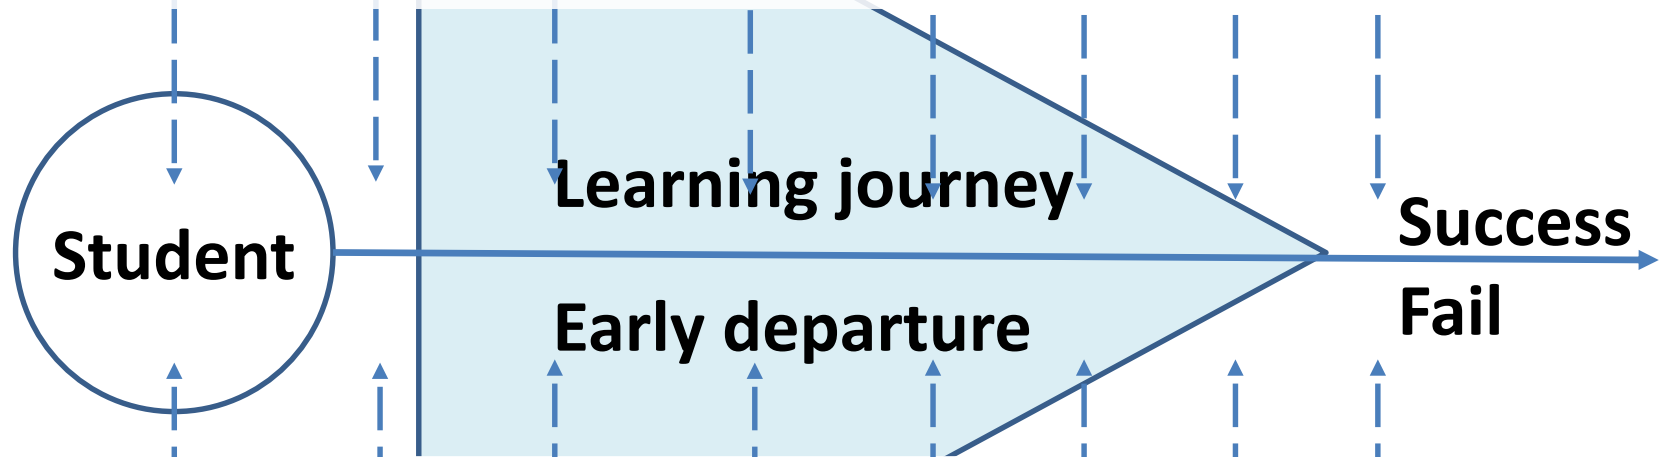 Learning journey
Success
Student
Early departure
Fail